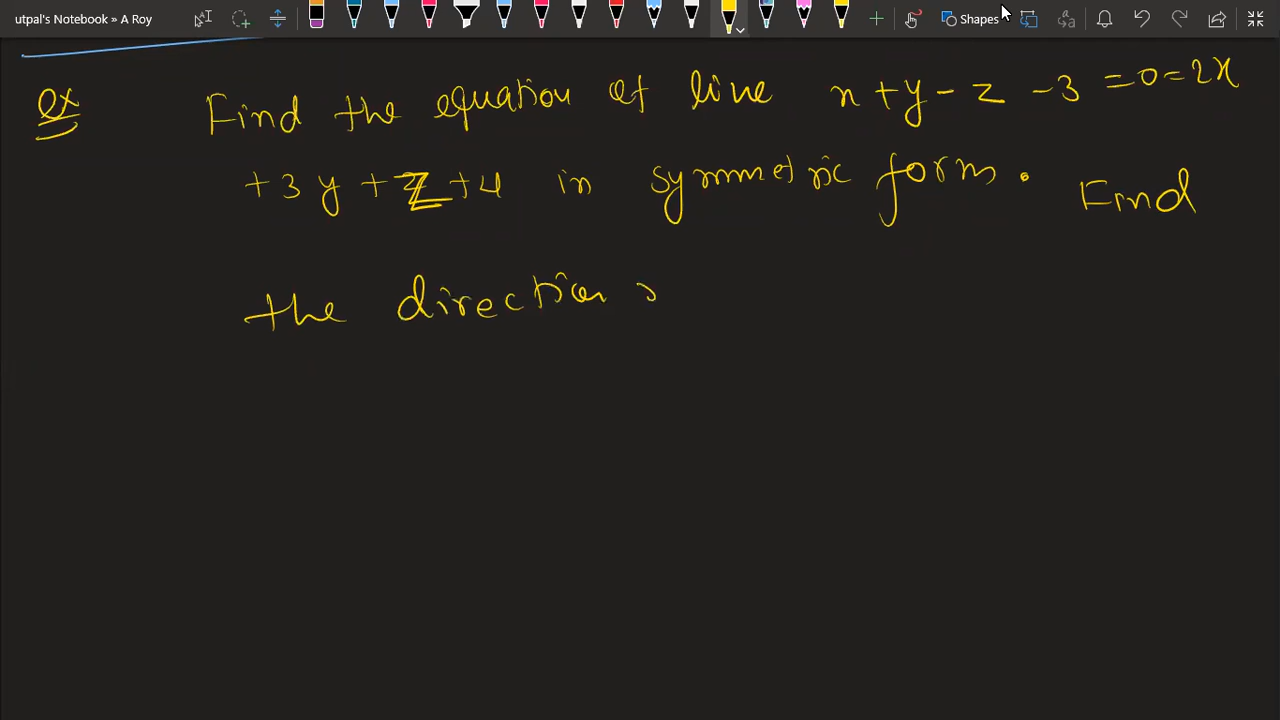 utpal's Notebook » A Roy
Shapes
Ex Find the equation of line x + y - z - 3 = 0 = 2x
+ 3y + z + 4 in symmetric form. Find
the direction